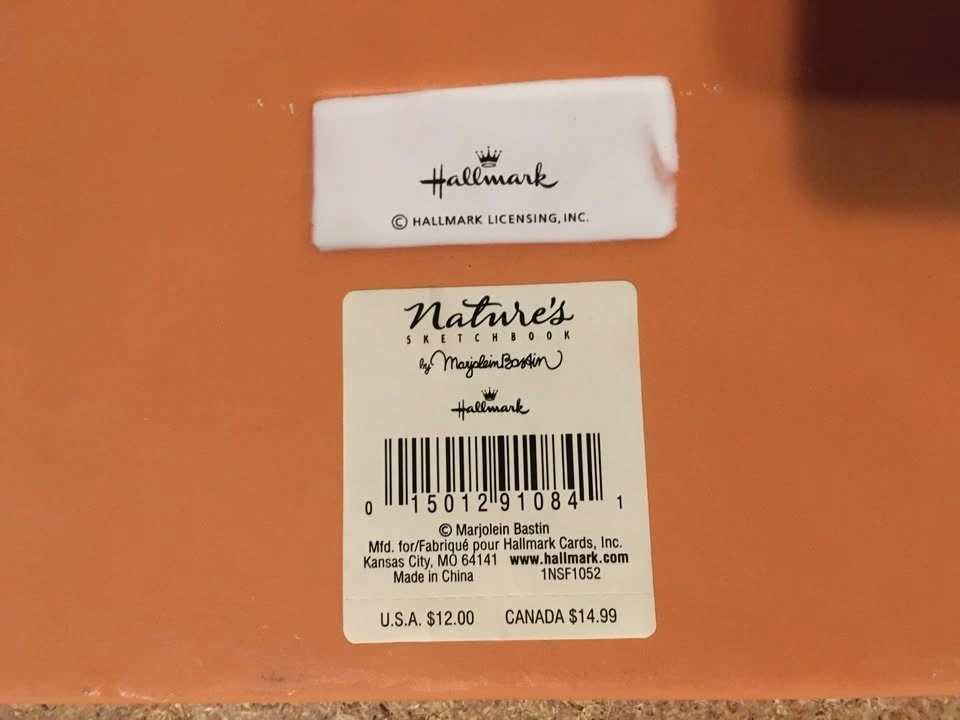 Hallmark
© HALLMARK LICENSING, INC.
Nature's
SKETCHBOOK
by Marjolein Bastin
Hallmark
0 15012 91084 1
© Marjolein Bastin
Mfd. for/Fabriqué pour Hallmark Cards, Inc.
Kansas City, MO 64141 www.hallmark.com
Made in China 1NSF1052
U.S.A. $12.00 CANADA $14.99